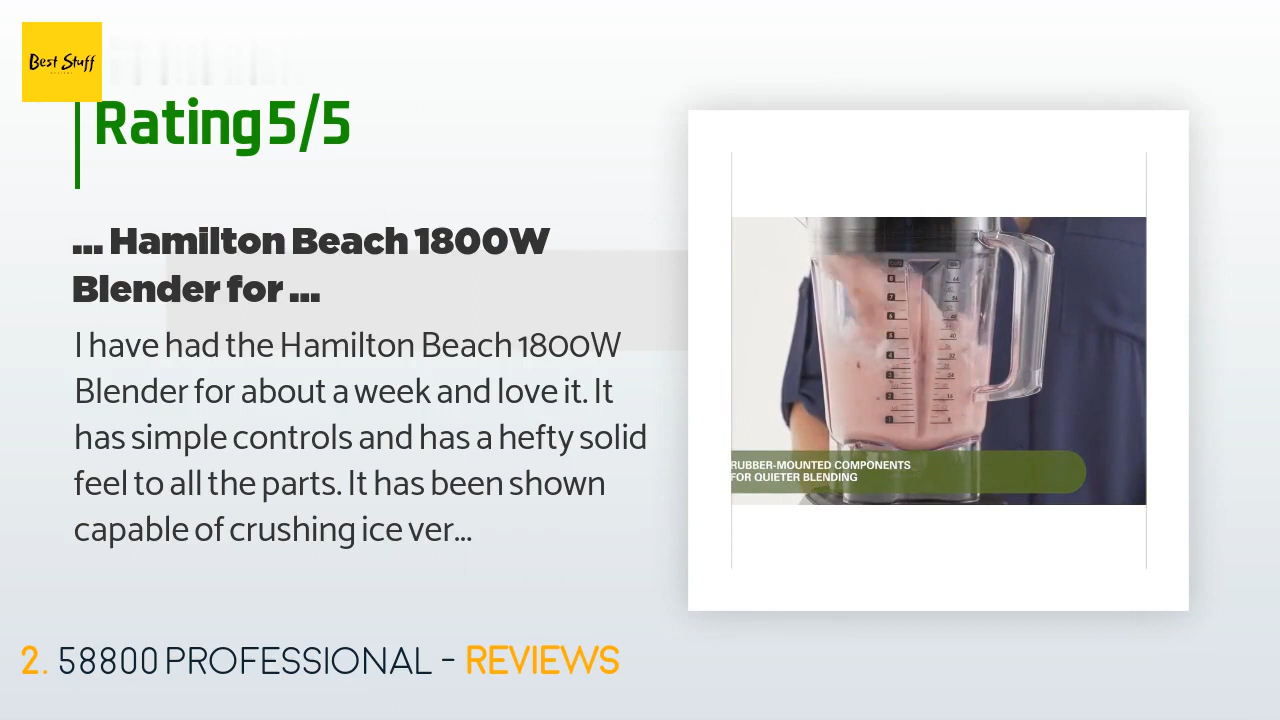 Best Stuff
Rating 5/5
... Hamilton Beach 1800W
Blender for ...
I have had the Hamilton Beach 1800W
Blender for about a week and love it. It
has simple controls and has a hefty solid
feel to all the parts. It has been shown
capable of crushing ice ver...
RUBBER-MOUNTED COMPONENTS
FOR QUIETER BLENDING
2. 58800 PROFESSIONAL - REVIEWS